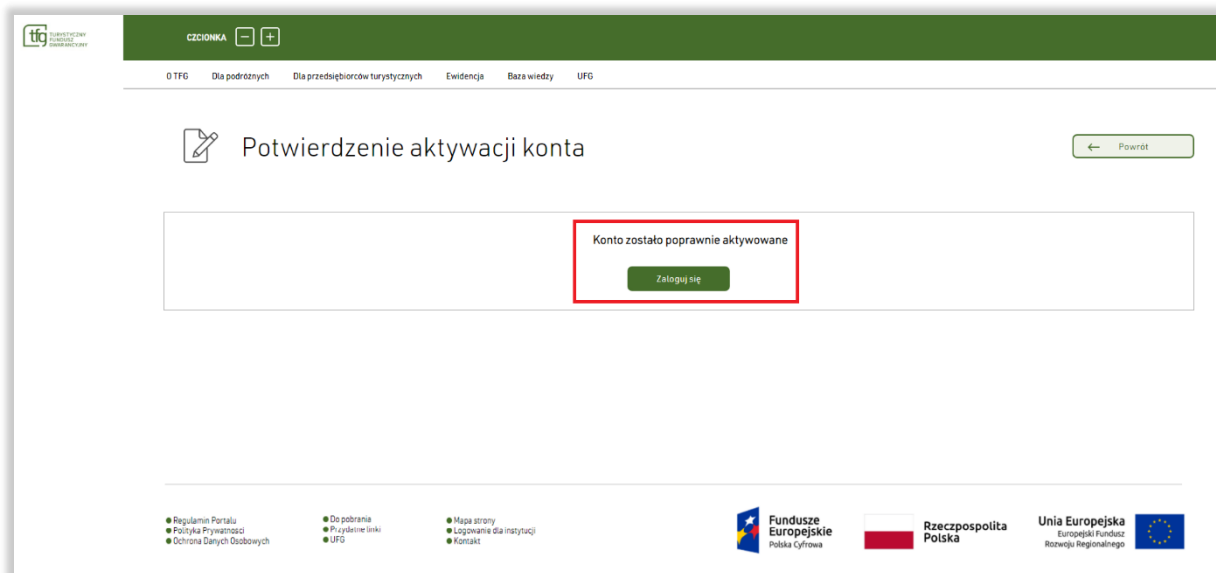 tfg TURYSTYCZNY
FUNDUSZ
GWARANCYJNY
CZCIONKA
O TFG Dla podróżnych Dla przedsiębiorców turystycznych Ewidencja Baza wiedzy UFG
Potwierdzenie aktywacji konta
← Powrót
Konto zostało poprawnie aktywowane
Zaloguj się
Regulamin Portalu
Polityka Prywatności
Ochrona Danych Osobowych
Do pobrania
Przydatne linki
UFG
Mapa strony
Logowanie dla instytucji
Kontakt
Fundusze
Europejskie
Polska Cyfrowa
Rzeczpospolita
Polska
Unia Europejska
Europejski Fundusz
Rozwoju Regionalnego